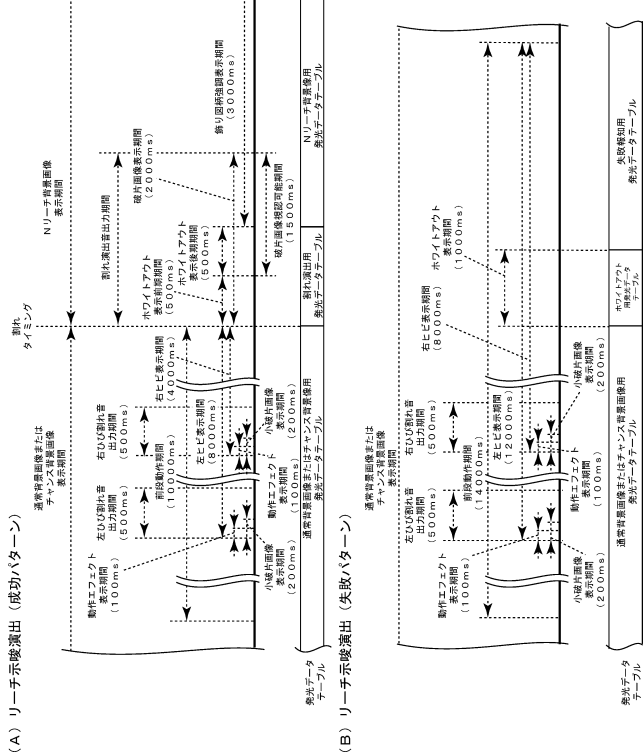 （Ａ）リーチ示唆演出（成功パターン）
割れ
タイミング
通常背景画像または
チャンス背景画像
表示期間
Ｎリーチ背景画像
表示期間
割れ演出音出力期間
左ひび割れ音
出力期間
（500ms）
右ひび割れ音
出力期間
（500ms）
動作エフェクト
表示期間
（100ms）
前段動作期間
（10000ms）
右ヒビ表示期間
（4000ms）
左ヒビ表示期間
（8000ms）
ホワイトアウト
表示前期期間
（500ms）
ホワイトアウト
表示後期期間
（500ms）
破片画像表示期間
（2000ms）
飾り図柄強調表示期間
（3000ms）
小破片画像
表示期間
（200ms）
動作エフェクト
表示期間
（100ms）
小破片画像
表示期間
（200ms）
破片画像視認可能期間
（1500ms）
発光データ
テーブル
通常背景画像またはチャンス背景像用
発光データテーブル
割れ演出用
発光データテーブル
Ｎリーチ背景像用
発光データテーブル
（Ｂ）リーチ示唆演出（失敗パターン）
通常背景画像または
チャンス背景画像
表示期間
左ひび割れ音
出力期間
（500ms）
右ひび割れ音
出力期間
（500ms）
動作エフェクト
表示期間
（100ms）
前段動作期間
（14000ms）
左ヒビ表示期間
（12000ms）
右ヒビ表示期間
（8000ms）
ホワイトアウト
表示期間
（1000ms）
小破片画像
表示期間
（200ms）
動作エフェクト
表示期間
（100ms）
小破片画像
表示期間
（200ms）
発光データ
テーブル
通常背景画像またはチャンス背景像用
発光データテーブル
ホワイトアウト
用発光データ
テーブル
失敗報知用
発光データテーブル